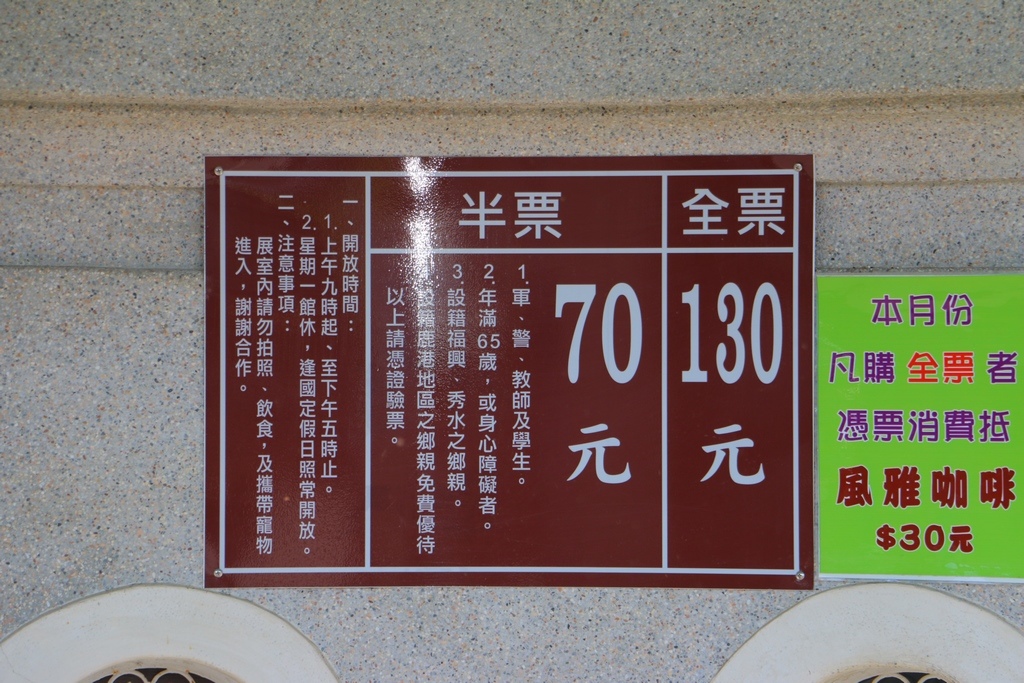 全票
130
元
半票
70
元
1.軍、警、教師及學生。
2.年滿65歲，或身心障礙者。
3.設籍福興、秀水之鄉親。
設籍鹿港地區之鄉親免費優待
以上請憑證驗票。
一、開放時間：
1.上午九時起、至下午五時止。
2.星期一館休，逢國定假日照常開放。
二、注意事項：
展室內請勿拍照、飲食，及攜帶寵物
進入，謝謝合作。
本月份
凡購全票者
憑票消費抵
風雅咖啡
$30元